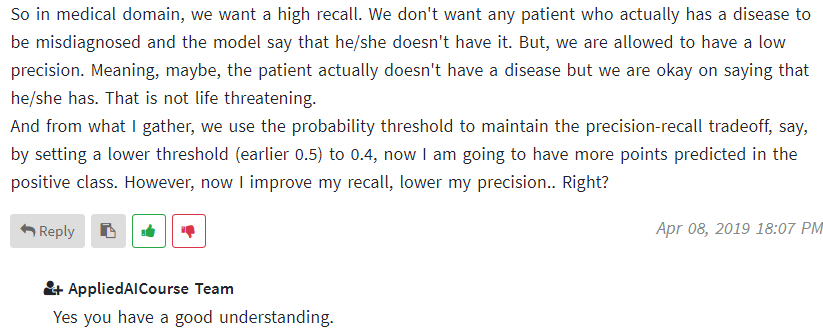 So in medical domain, we want a high recall. We don't want any patient who actually has a disease to
be misdiagnosed and the model say that he/she doesn't have it. But, we are allowed to have a low
precision. Meaning, maybe, the patient actually doesn't have a disease but we are okay on saying that
he/she has. That is not life threatening.
And from what I gather, we use the probability threshold to maintain the precision-recall tradeoff, say,
by setting a lower threshold (earlier 0.5) to 0.4, now I am going to have more points predicted in the
positive class. However, now I improve my recall, lower my precision.. Right?
Reply
Apr 08, 2019 18:07 PM
AppliedAICourse Team
Yes you have a good understanding.